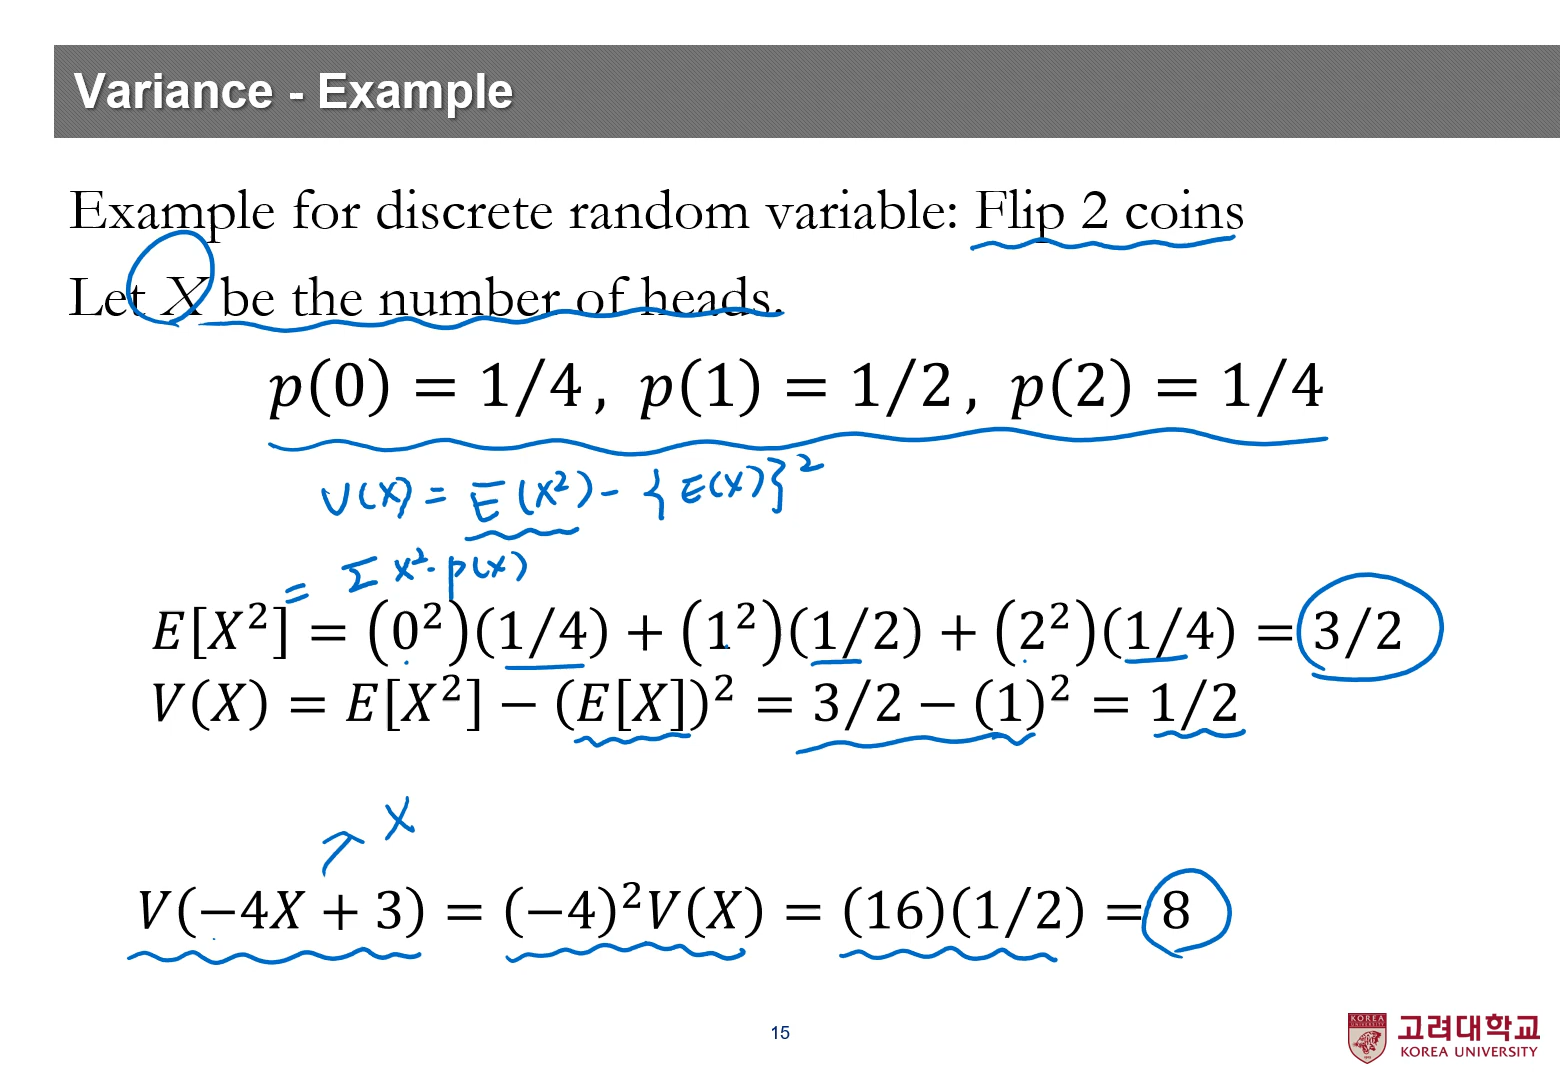 Variance - Example
Example for discrete random variable: Flip 2 coins
Let X be the number of heads.
p(0) = 1/4, p(1) = 1/2, p(2) = 1/4
V(X) = E(X²) - {E(X)}²
= Σ x²· p(x)
E[X²] = (0²)(1/4) + (1²)(1/2) + (2²)(1/4) = 3/2
V(X) = E[X²] − (E[X])² = 3/2 − (1)² = 1/2
X
V(−4X + 3) = (−4)²V(X) = (16)(1/2) = 8
15
KOREA
고려대학교
KOREA UNIVERSITY